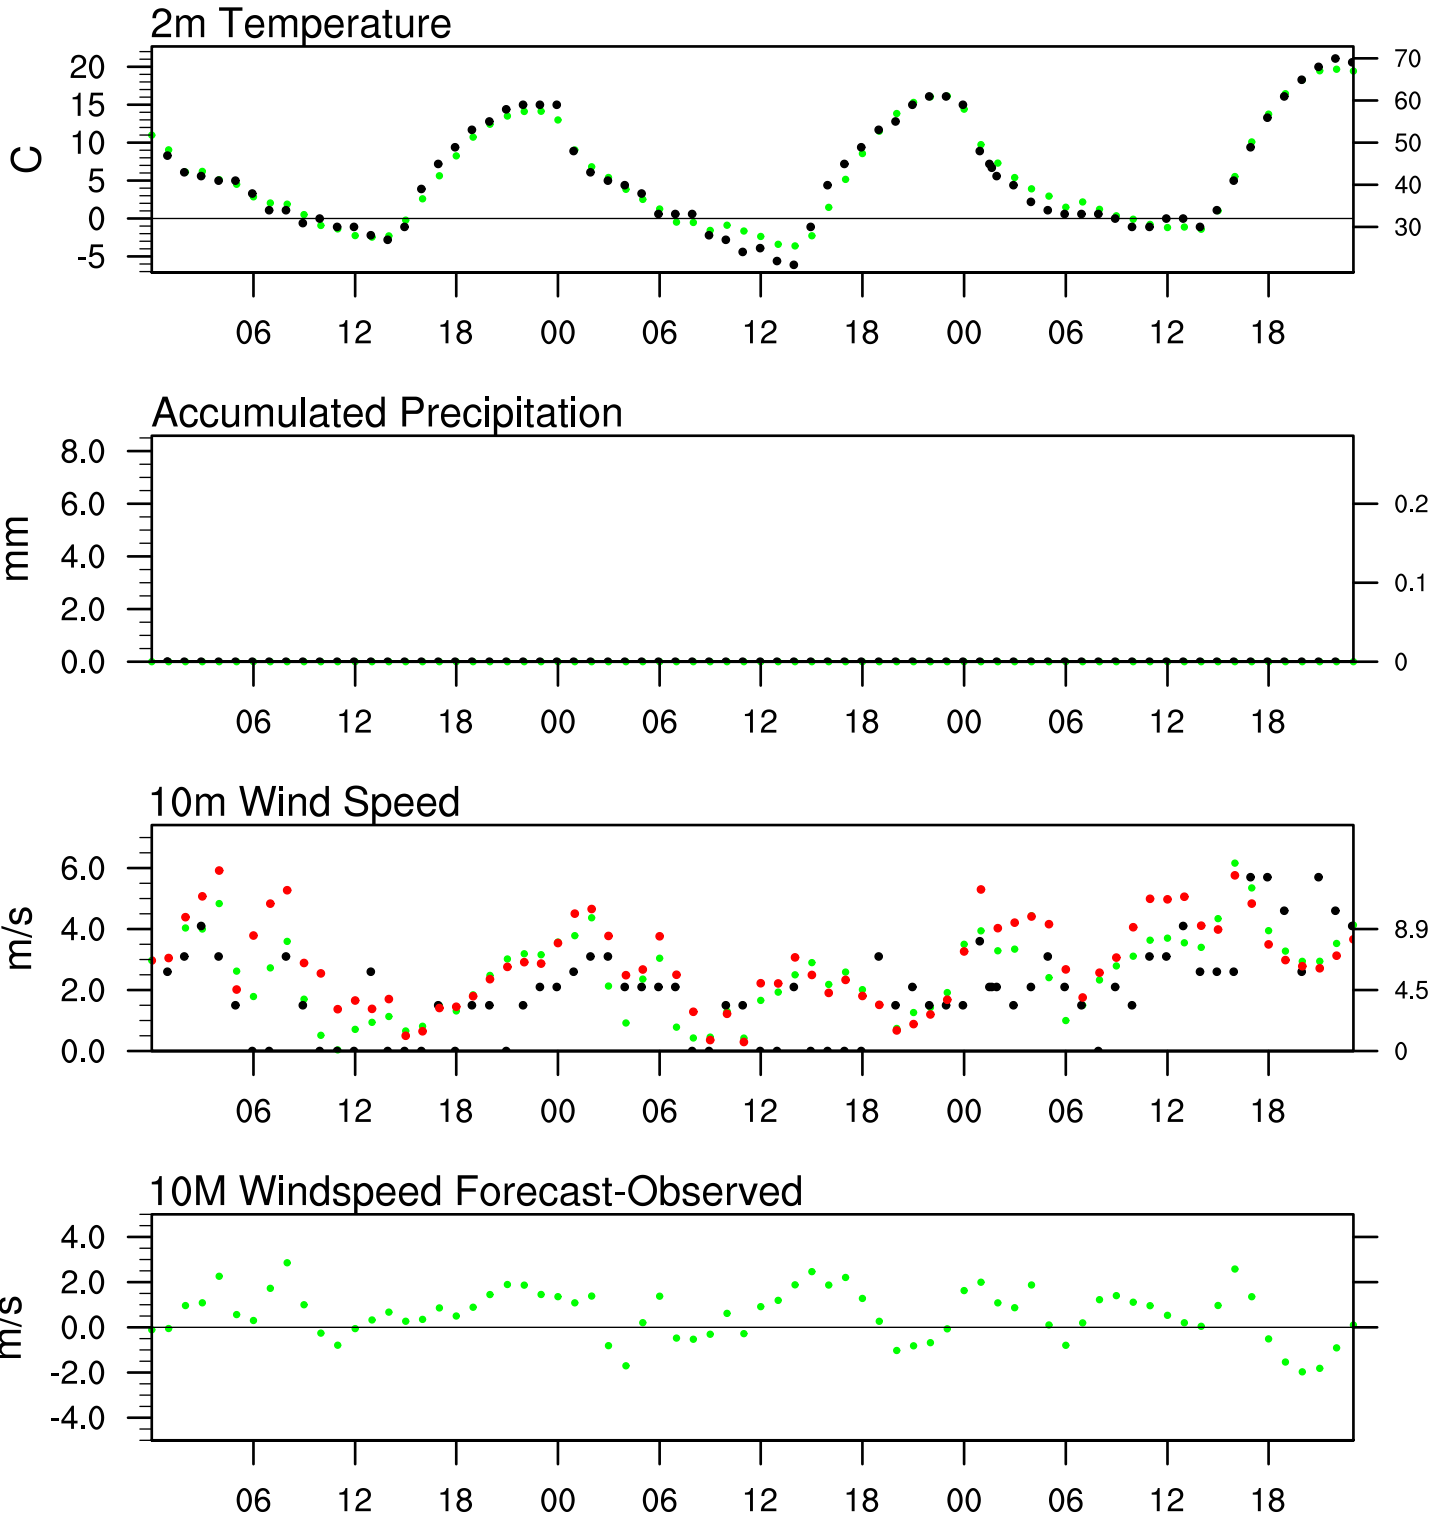 2m Temperature
20 70
15 60
10 50
C
5 40
0
30
-5
06 12 18 00 06 12 18 00 06 12 18
Accumulated Precipitation
8.0
6.0 0.2
mm
4.0
0.1
2.0
0.0 0
06 12 18 00 06 12 18 00 06 12 18
10m Wind Speed
6.0
m/s
4.0 8.9
2.0 4.5
0.0 0
06 12 18 00 06 12 18 00 06 12 18
10M Windspeed Forecast-Observed
4.0
2.0
m/s
0.0
-2.0
-4.0
06 12 18 00 06 12 18 00 06 12 18